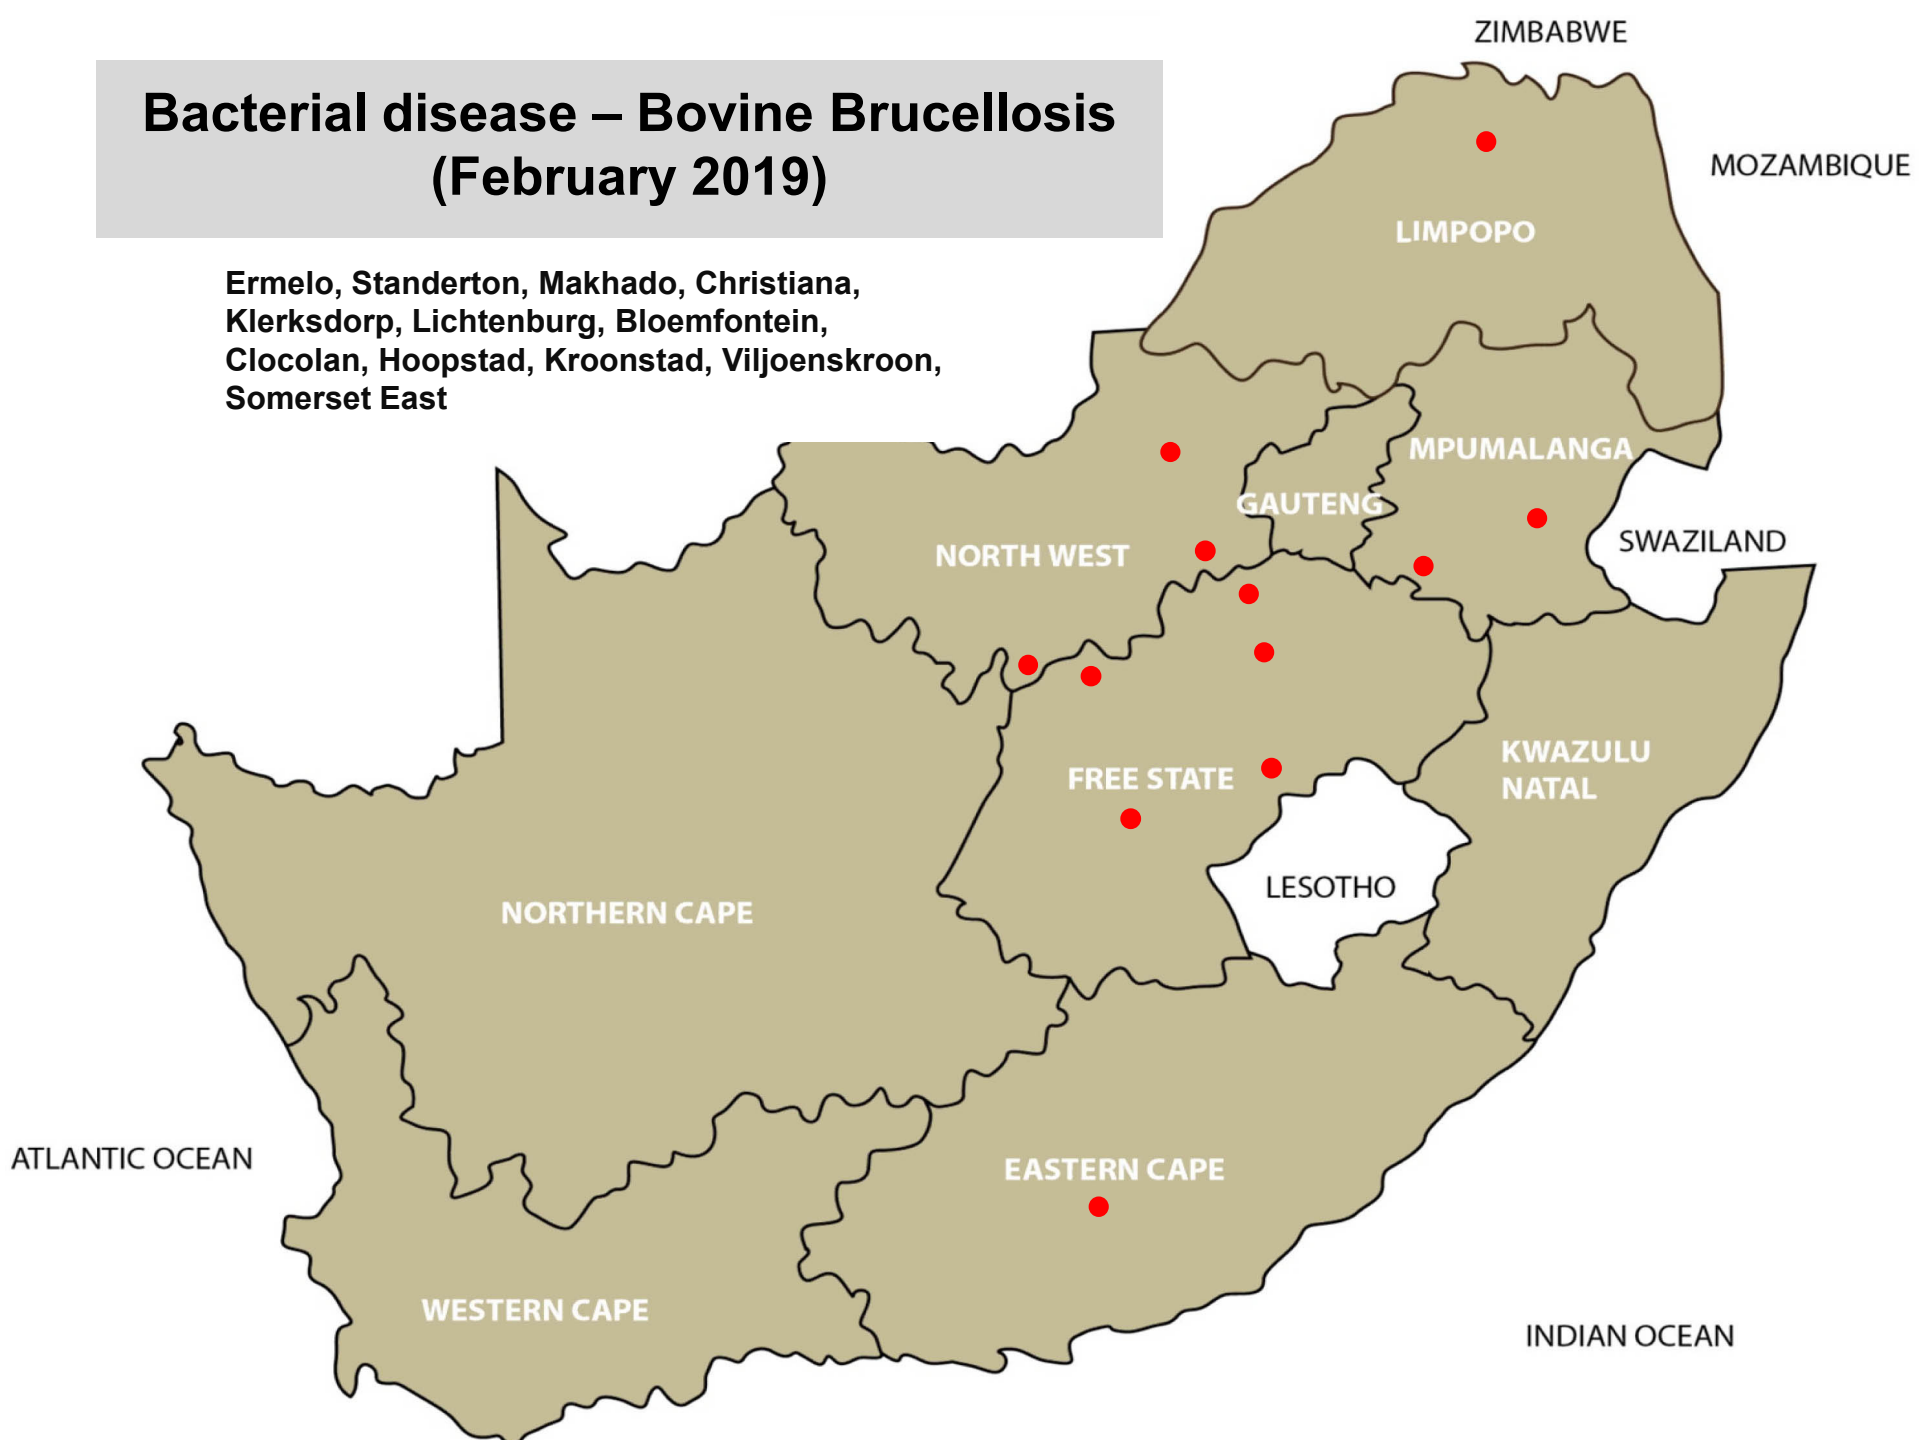 ZIMBABWE
Bacterial disease – Bovine Brucellosis
(February 2019)
MOZAMBIQUE
LIMPOPO
Ermelo, Standerton, Makhado, Christiana,
Klerksdorp, Lichtenburg, Bloemfontein,
Clocolan, Hoopstad, Kroonstad, Viljoenskroon,
Somerset East
MPUMALANGA
GAUTENG
SWAZILAND
NORTH WEST
KWAZULU
NATAL
FREE STATE
LESOTHO
NORTHERN CAPE
ATLANTIC OCEAN
EASTERN CAPE
WESTERN CAPE
INDIAN OCEAN